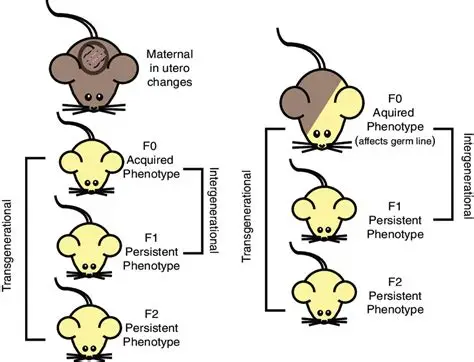 Maternal
in utero
changes
F0
Acquired
Phenotype
F1
Persistent
Phenotype
F2
Persistent
Phenotype
Transgenerational
Intergenerational
F0
Aquired
Phenotype
(affects germ line)
F1
Persistent
Phenotype
F2
Persistent
Phenotype
Transgenerational
Intergenerational